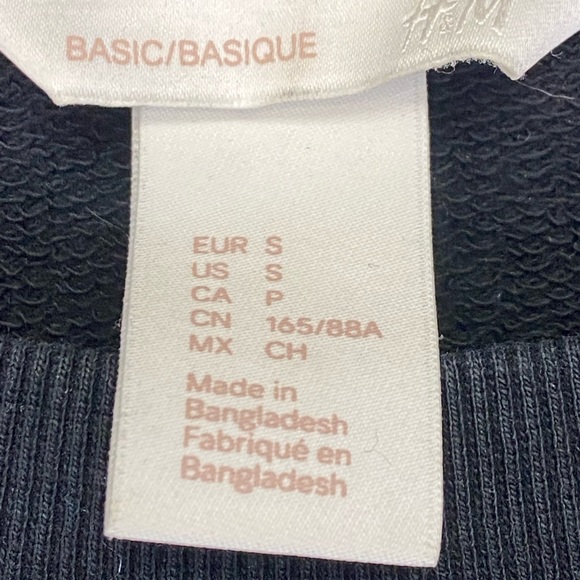 H&M
BASIC/BASIQUE
EUR S
US S
CA P
CN 165/88A
MX CH
Made in
Bangladesh
Fabriqué en
Bangladesh